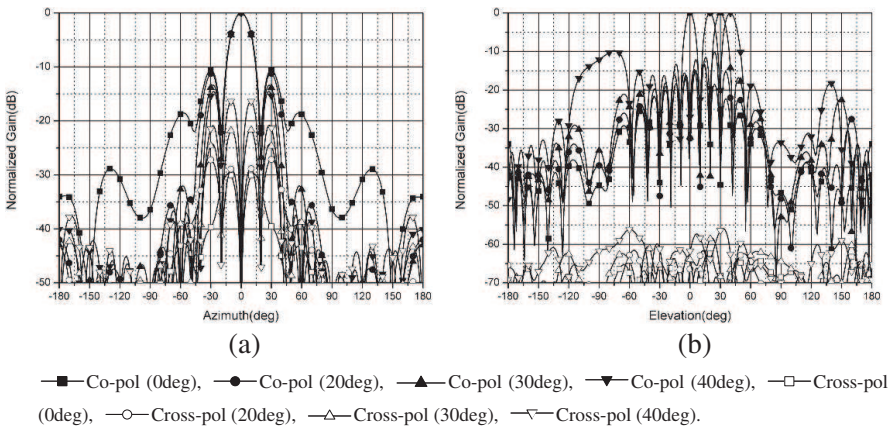 0
-10
-20
-30
-40
-50
Normalized Gain(dB)
-180 -150 -120 -90 -60 -30 0 30 60 90 120 150 180
Azimuth(deg)
(a)
0
-10
-20
-30
-40
-50
-60
-70
Normalized Gain(dB)
-180 -150 -120 -90 -60 -30 0 30 60 90 120 150 180
Elevation(deg)
(b)
Co-pol (0deg), Co-pol (20deg), Co-pol (30deg), Co-pol (40deg), Cross-pol
(0deg), Cross-pol (20deg), Cross-pol (30deg), Cross-pol (40deg).